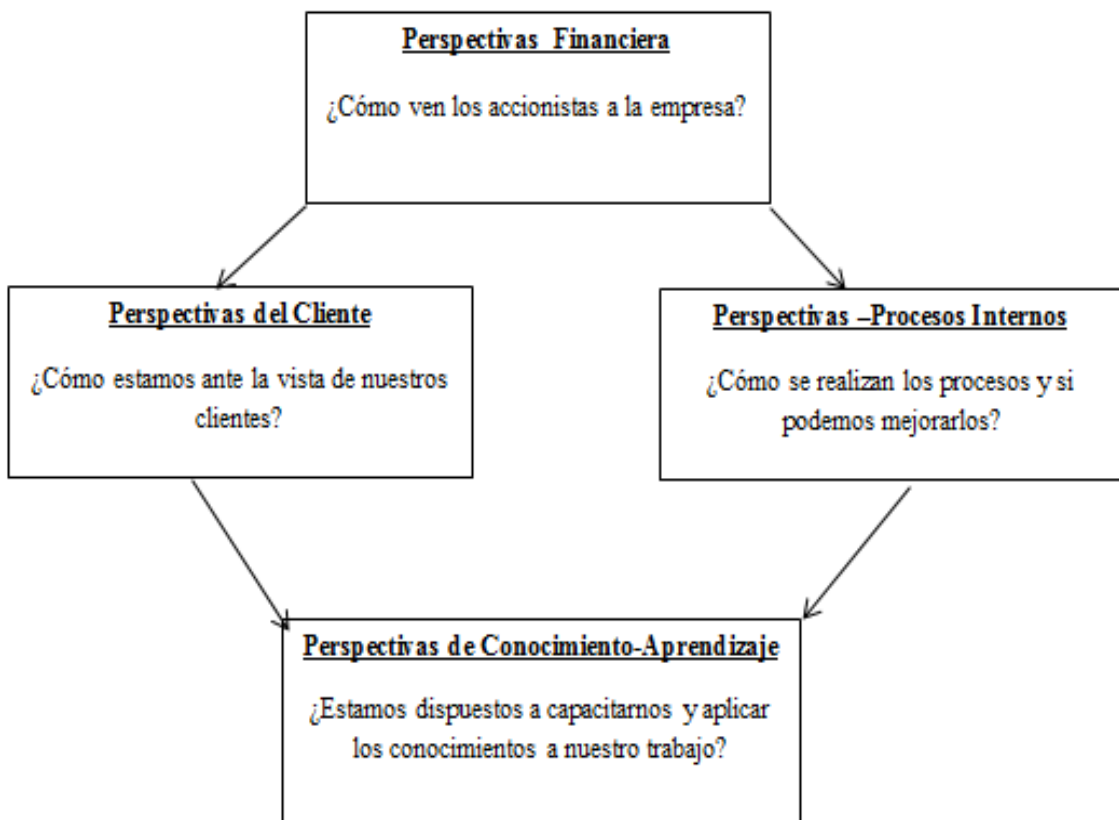 Perspectivas Financiera
¿Cómo ven los accionistas a la empresa?
Perspectivas del Cliente
¿Cómo estamos ante la vista de nuestros
clientes?
Perspectivas –Procesos Internos
¿Cómo se realizan los procesos y si
podemos mejorarlos?
Perspectivas de Conocimiento-Aprendizaje
¿Estamos dispuestos a capacitarnos y aplicar
los conocimientos a nuestro trabajo?